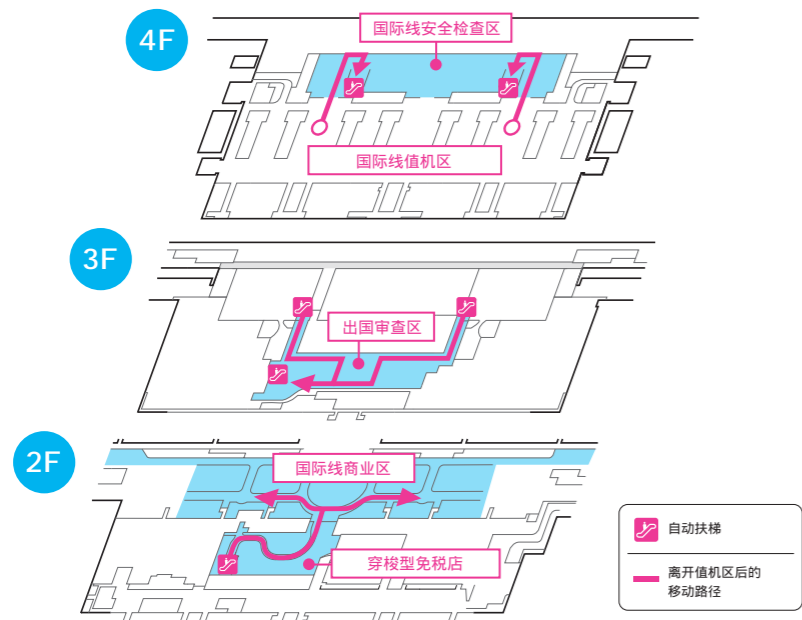 4F
国际线安全检查区
国际线值机区
3F
出国审查区
2F
国际线商业区
穿梭型免税店
自动扶梯
离开值机区后的
移动路径